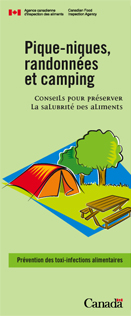 Agence canadienne
d'inspection des aliments
Canadian Food
Inspection Agency
Pique-niques,
randonnées
et camping
Conseils pour préserver
la salubrité des aliments
Prévention des toxi-infections alimentaires
Canada